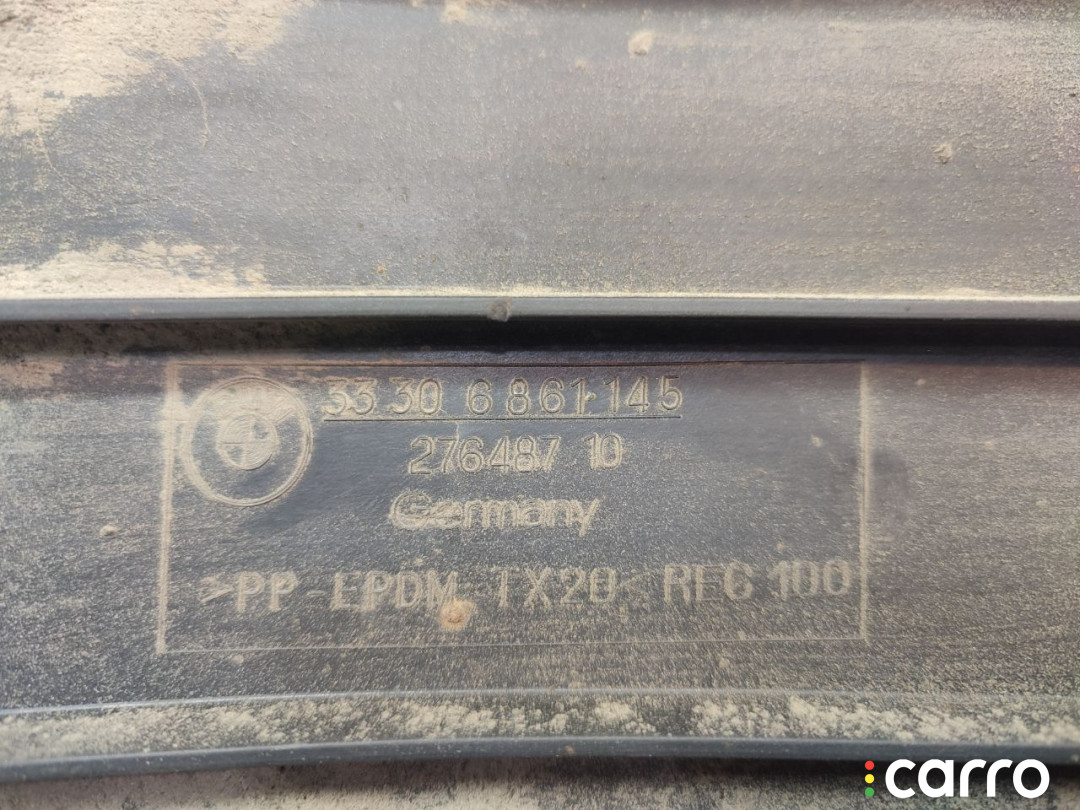 33 30 6 861 145
276487 10
Germany
>PP-EPDM TX20< REC 100
carro